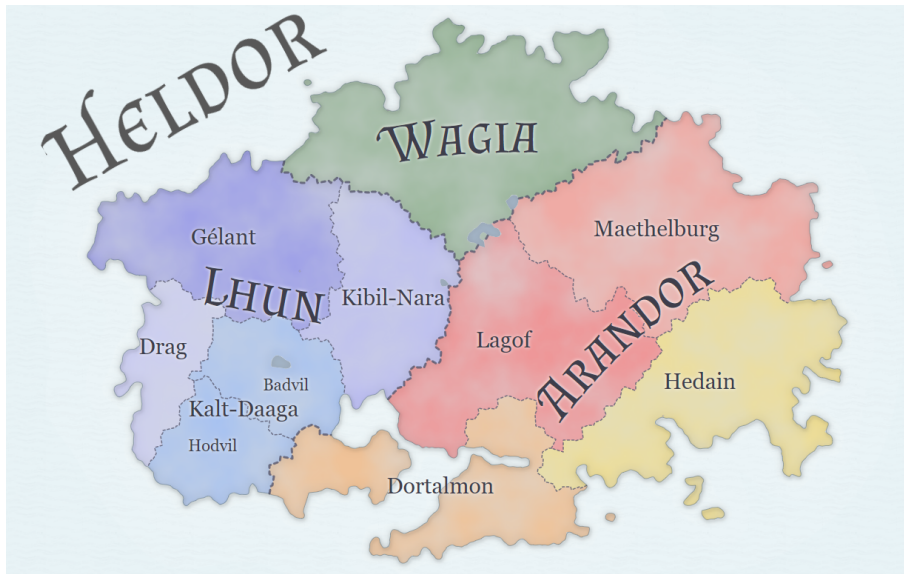 HELDOR
WAGIA
Gélant
Maethelburg
LHUN
Kibil-Nara
Drag
Lagof
ARANDOR
Hedain
Badvil
Kalt-Daaga
Hodvil
Dortalmon